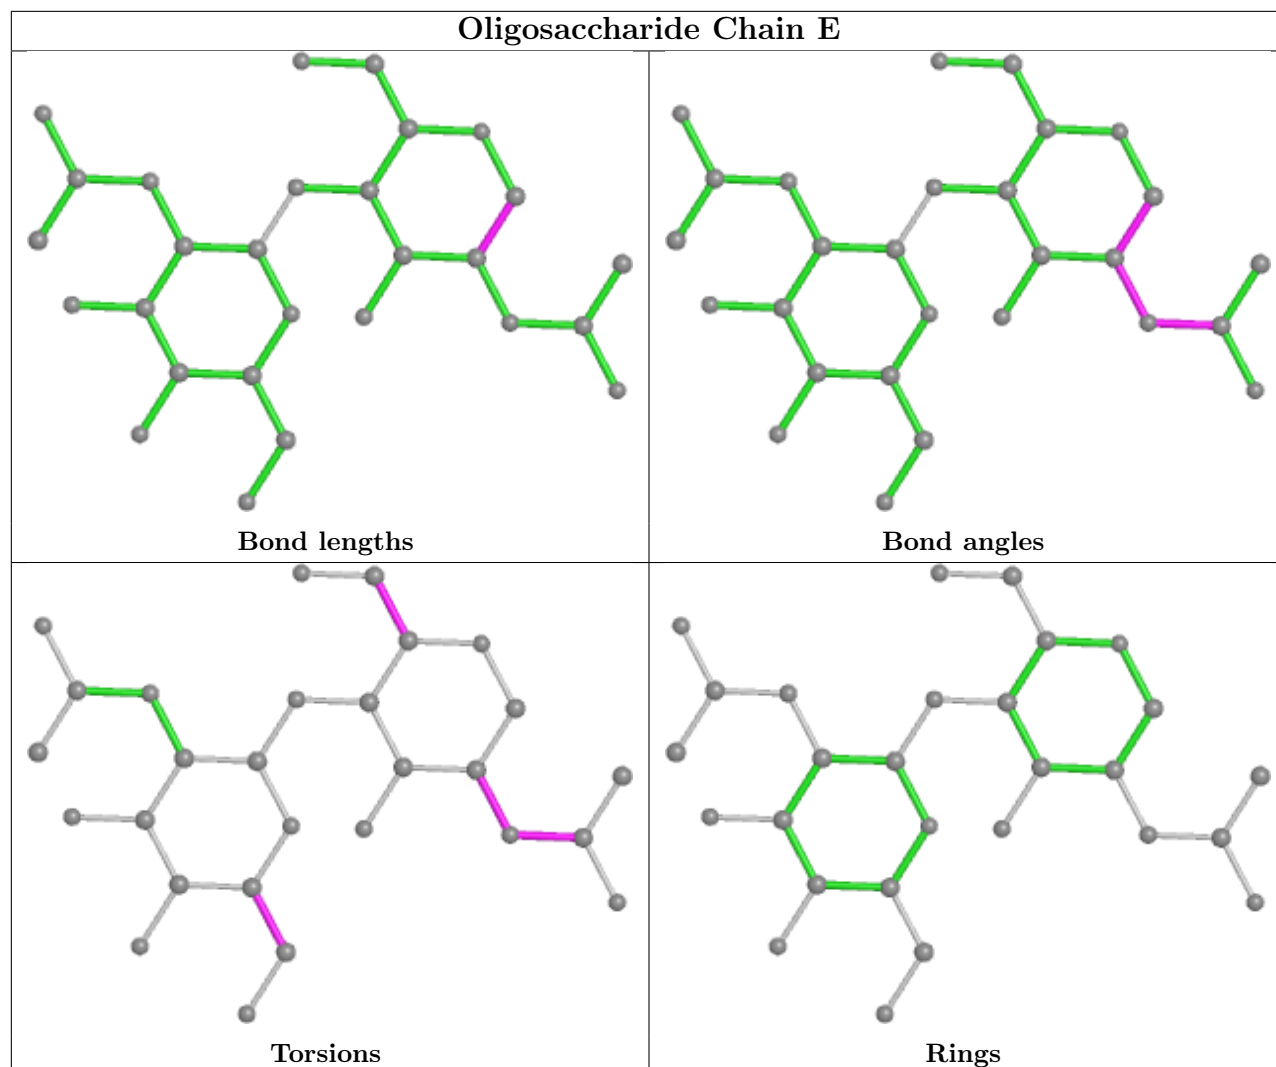 Oligosaccharide Chain E
Bond lengths
Bond angles
Torsions
Rings